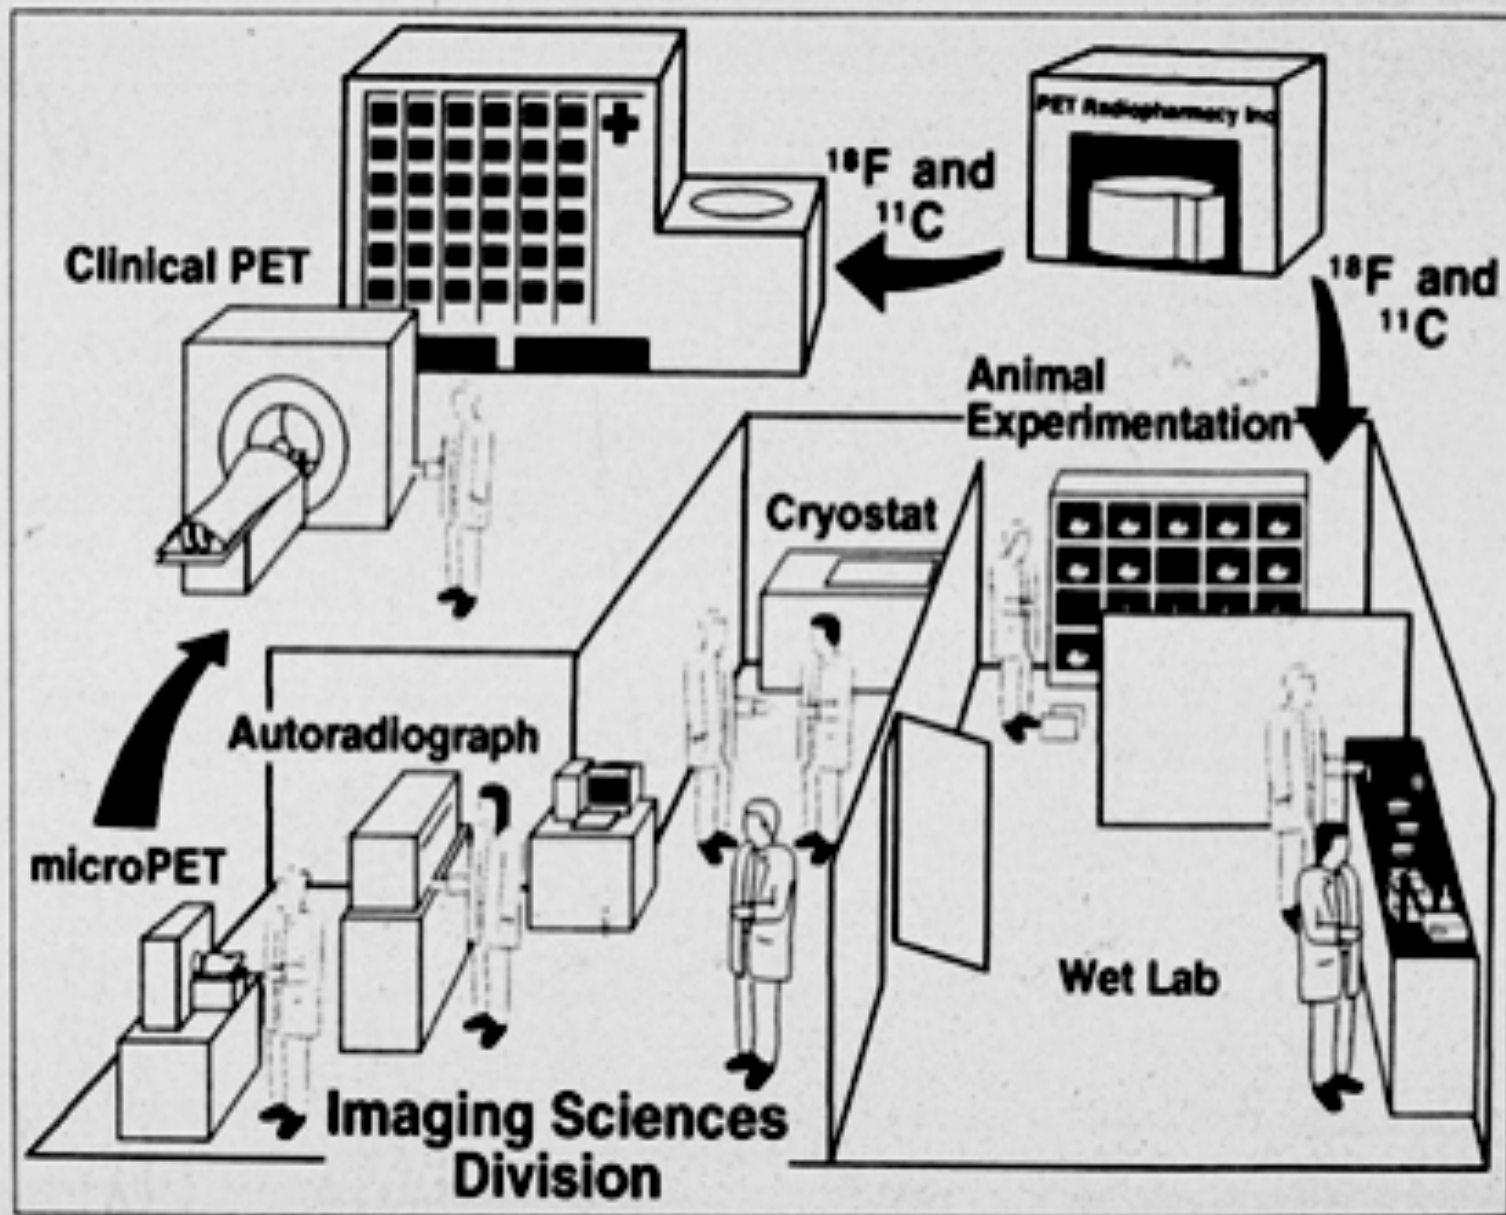 PET Radiopharmacy Inc
¹⁸F and
¹¹C
Clinical PET
¹⁸F and
¹¹C
Animal
Experimentation
Cryostat
Autoradiograph
microPET
Wet Lab
Imaging Sciences
Division